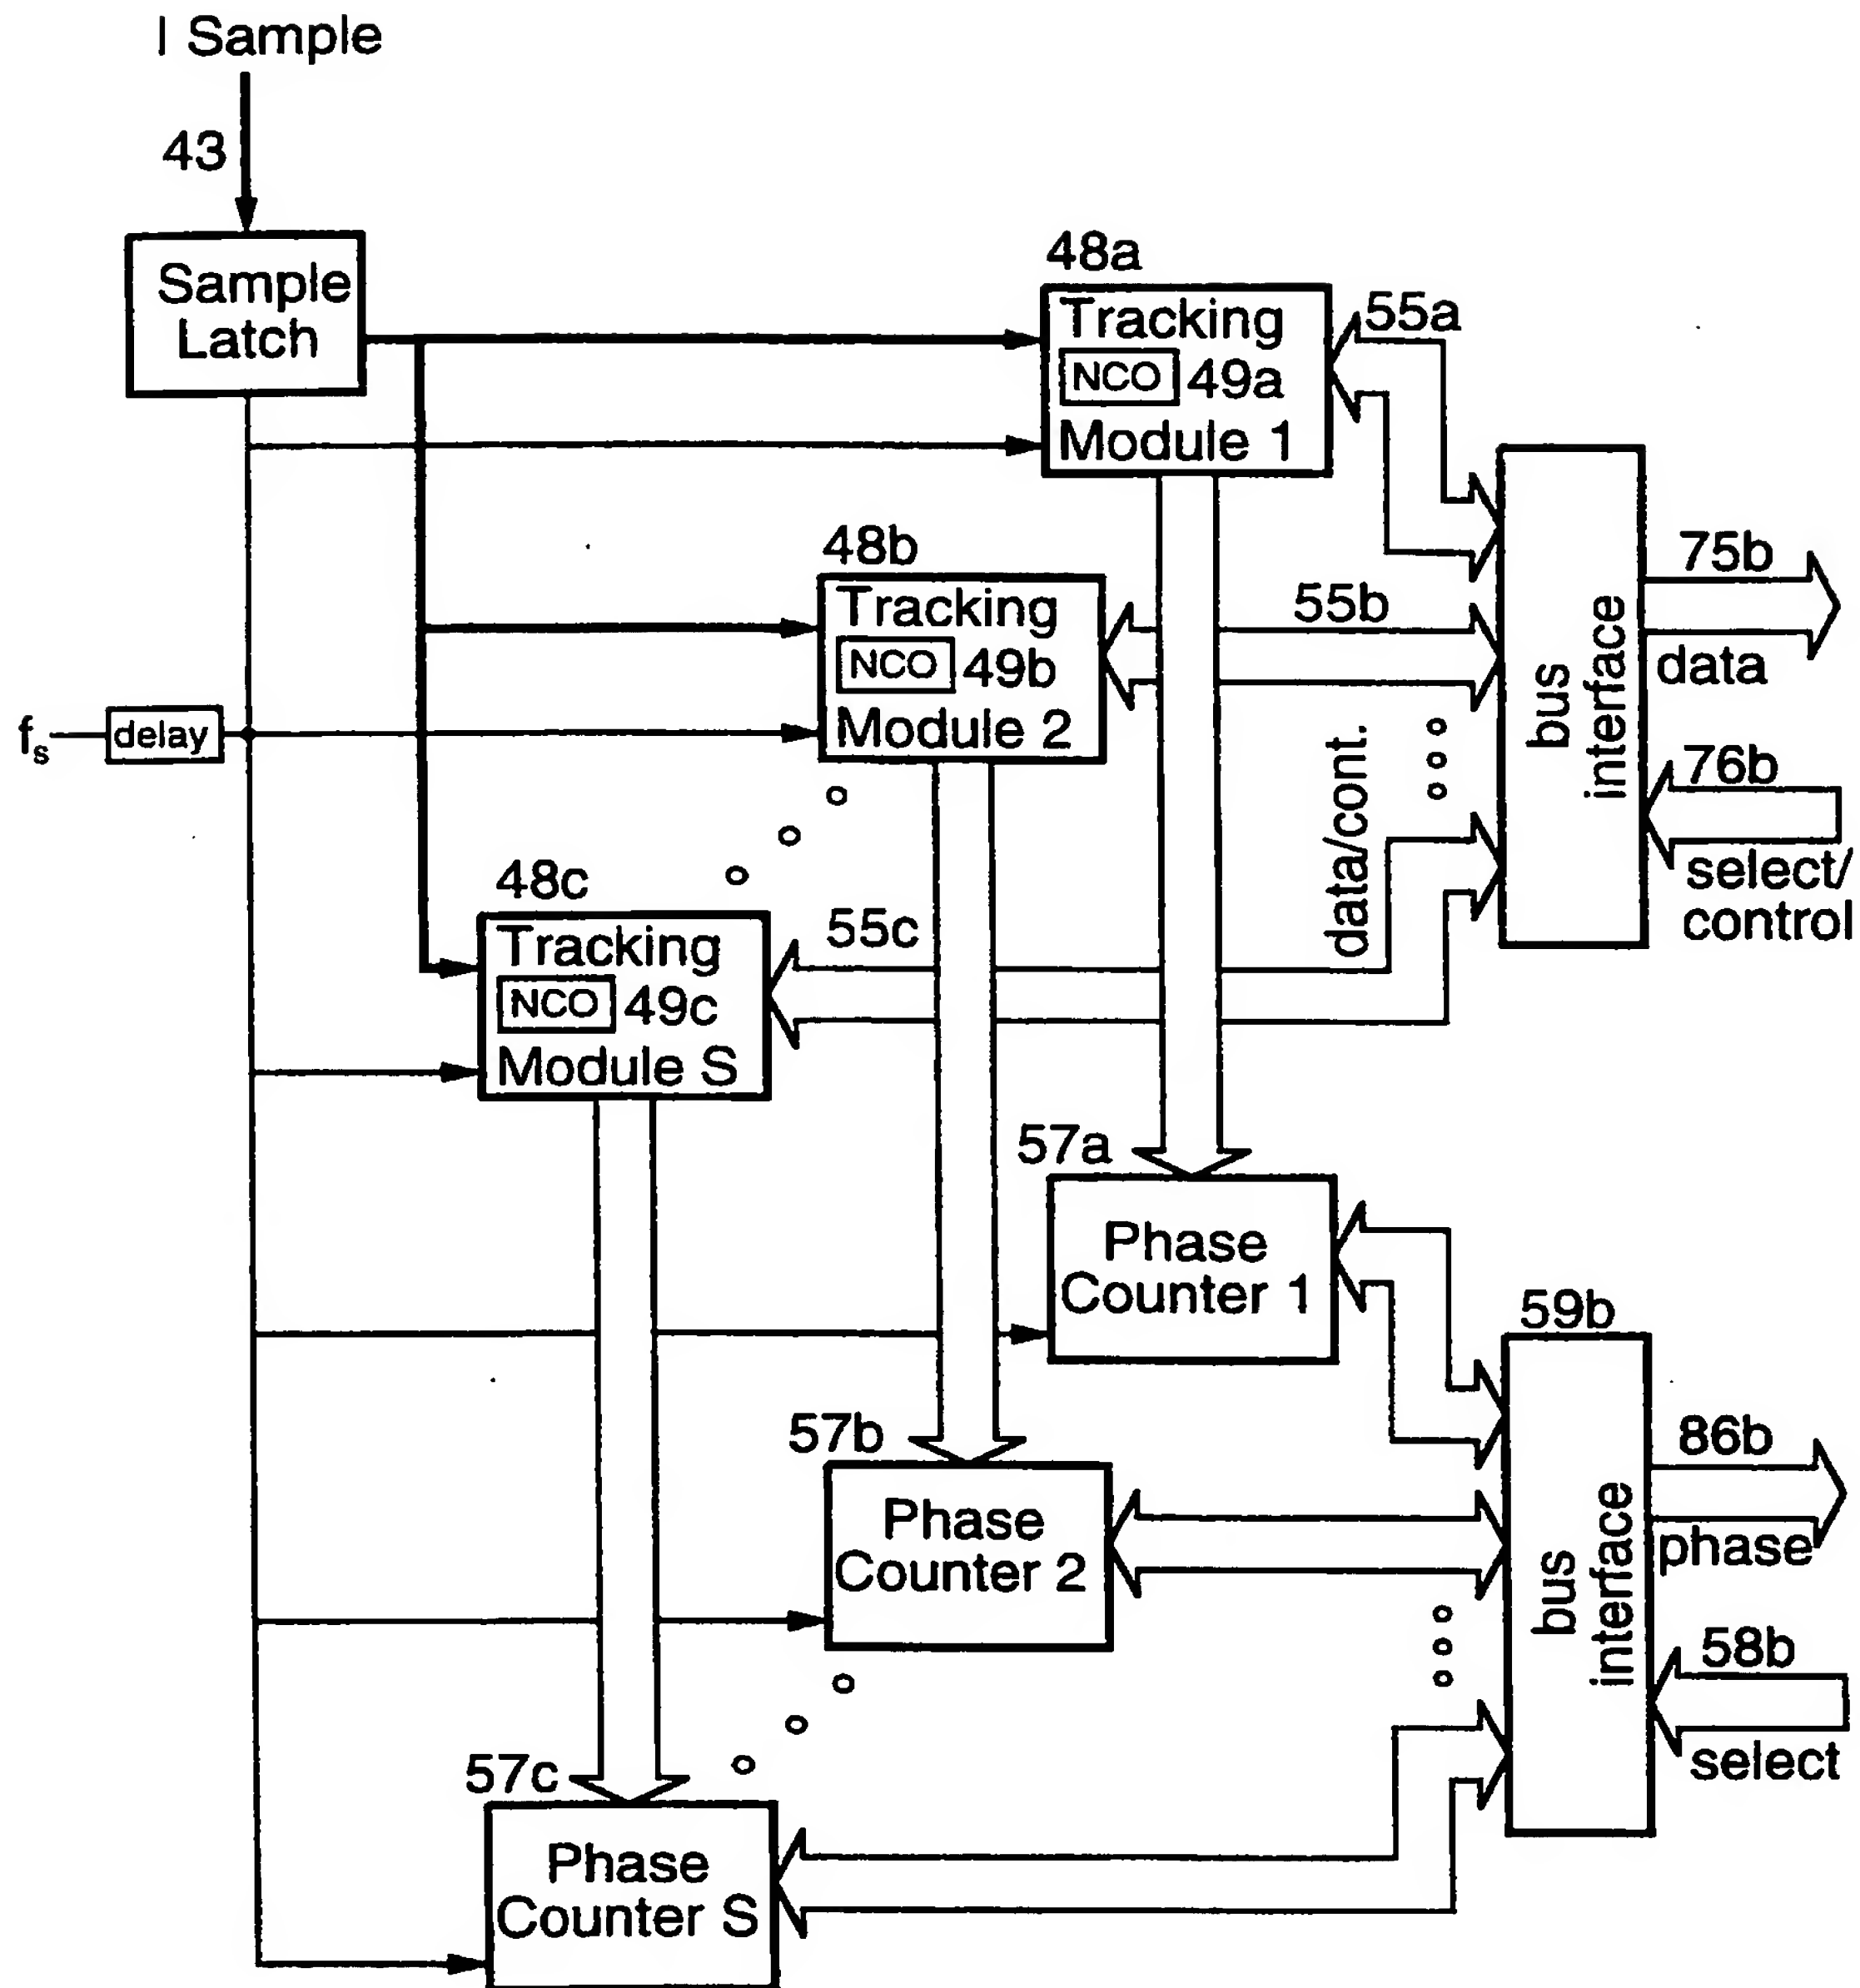 I Sample
43
Sample
Latch
48a
Tracking
NCO 49a
Module 1
55a
48b
Tracking
NCO 49b
Module 2
55b
bus
interface
75b
data
76b
select/
control
fs
delay
data/cont.
48c
Tracking
NCO 49c
Module S
55c
57a
Phase
Counter 1
59b
bus
interface
57b
Phase
Counter 2
86b
phase
58b
select
57c
Phase
Counter S